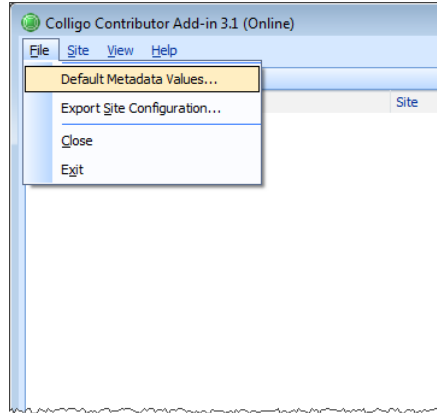 Colligo Contributor Add-in 3.1 (Online)
File Site View Help
Default Metadata Values...
Site
Export Site Configuration...
Close
Exit